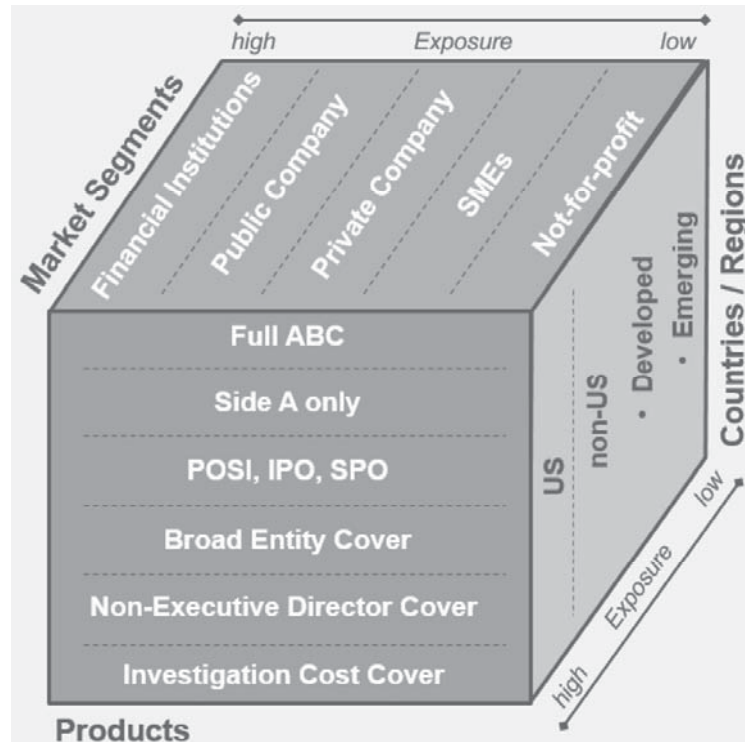 high Exposure low
Market Segments
Financial Institutions
Public Company
Private Company
SMEs
Not-for-profit
Full ABC
Side A only
POSI, IPO, SPO
Broad Entity Cover
Non-Executive Director Cover
Investigation Cost Cover
Products
US
non-US
• Developed
• Emerging
Countries / Regions
high Exposure low